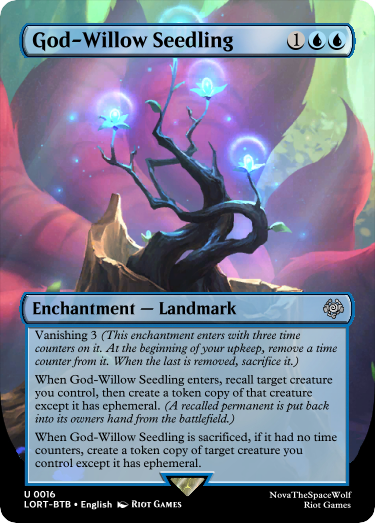 God-Willow Seedling 1
Enchantment — Landmark
Vanishing 3 (This enchantment enters with three time
counters on it. At the beginning of your upkeep, remove a time
counter from it. When the last is removed, sacrifice it.)
When God-Willow Seedling enters, recall target creature
you control, then create a token copy of that creature
except it has ephemeral. (A recalled permanent is put back
into its owners hand from the battlefield.)
When God-Willow Seedling is sacrificed, if it had no time
counters, create a token copy of target creature you
control except it has ephemeral.
U 0016
LORT-BTB • English Riot Games
NovaTheSpaceWolf
Riot Games